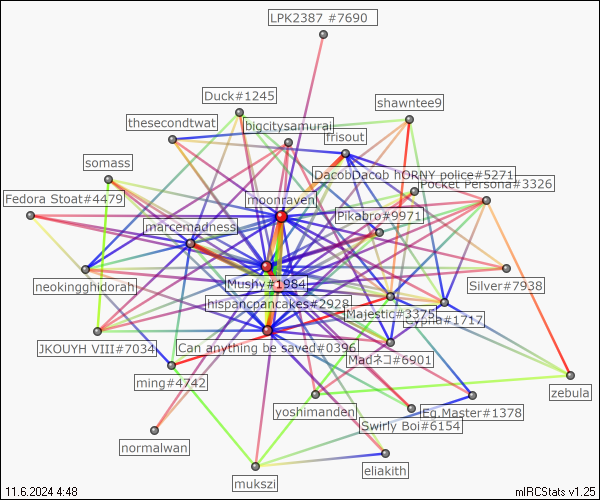 LPK2387 #7690
Duck#1245
shawntee9
thesecondtwat
bigcitysamurai
frisout
somass
DacobDacob hORNY police#5271
Pocket Persona#3326
Fedora Stoat#4479
moonraven
Pikabro#9971
marcemadness
neokingghidorah
Mushy#1984
Silver#7938
hispancpancakes#2928
Majestic#3375
Cypha#1717
JKOUYH VIII#7034
Can anything be saved#0396
Madネコ#6901
ming#4742
zebula
yoshimanden
Eg.Master#1378
Swirly Boi#6154
normalwan
eliakith
mukszi
11.6.2024 4:48
mIRCStats v1.25